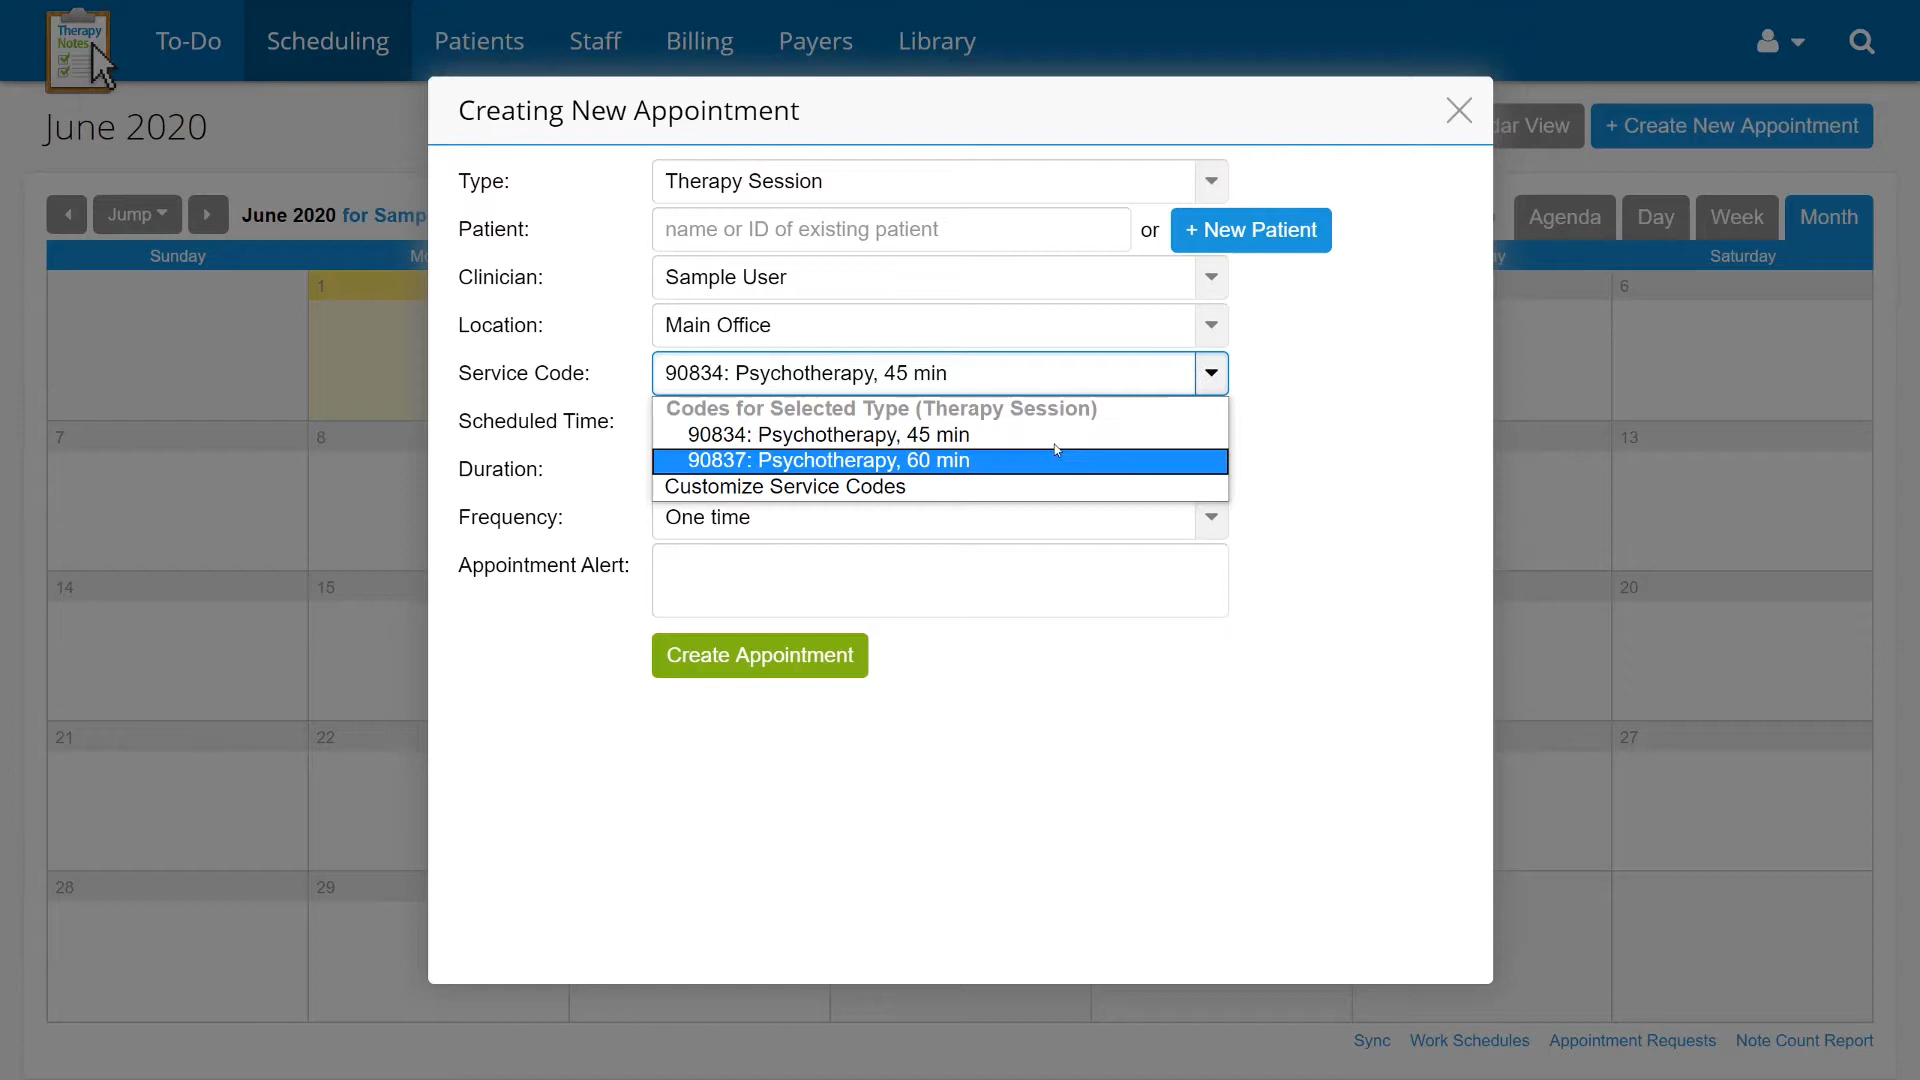 Therapy
Notes
To-Do
Scheduling
Patients
Staff
Billing
Payers
Library
June 2020
View
+ Create New Appointment
Creating New Appointment
Type:
Therapy Session
Patient:
name or ID of existing patient
or
+ New Patient
Clinician:
Sample User
Location:
Main Office
Service Code:
90834: Psychotherapy, 45 min
Codes for Selected Type (Therapy Session)
90834: Psychotherapy, 45 min
90837: Psychotherapy, 60 min
Customize Service Codes
Scheduled Time:
Duration:
Frequency:
One time
Appointment Alert:
Create Appointment
Jump
June 2020 for Samp
Agenda
Day
Week
Month
Sunday
Saturday
1
6
7
8
13
14
15
20
21
22
27
28
29
Sync
Work Schedules
Appointment Requests
Note Count Report